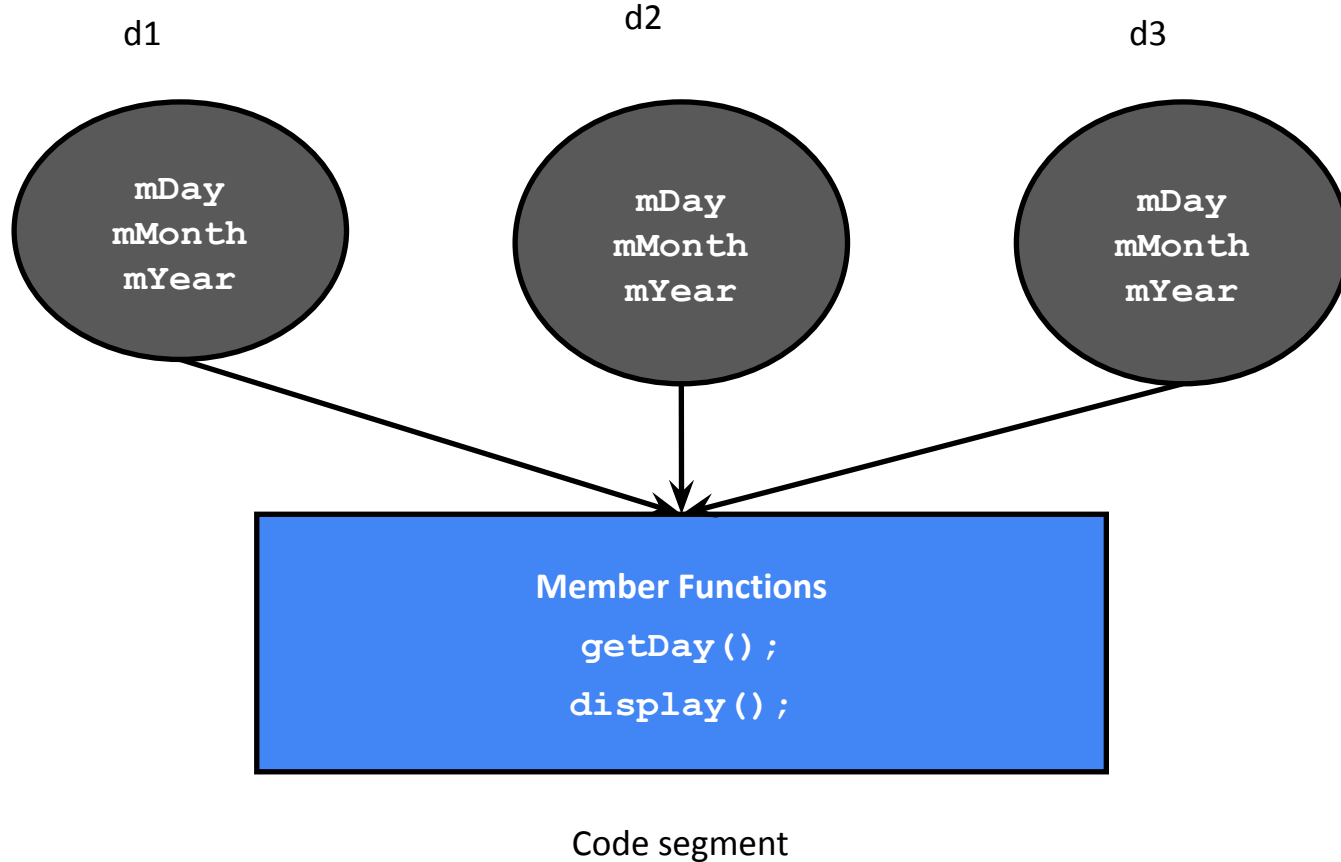 d1
d2
d3
mDay
mMonth
mYear
mDay
mMonth
mYear
mDay
mMonth
mYear
Member Functions
getDay();
display();
Code segment